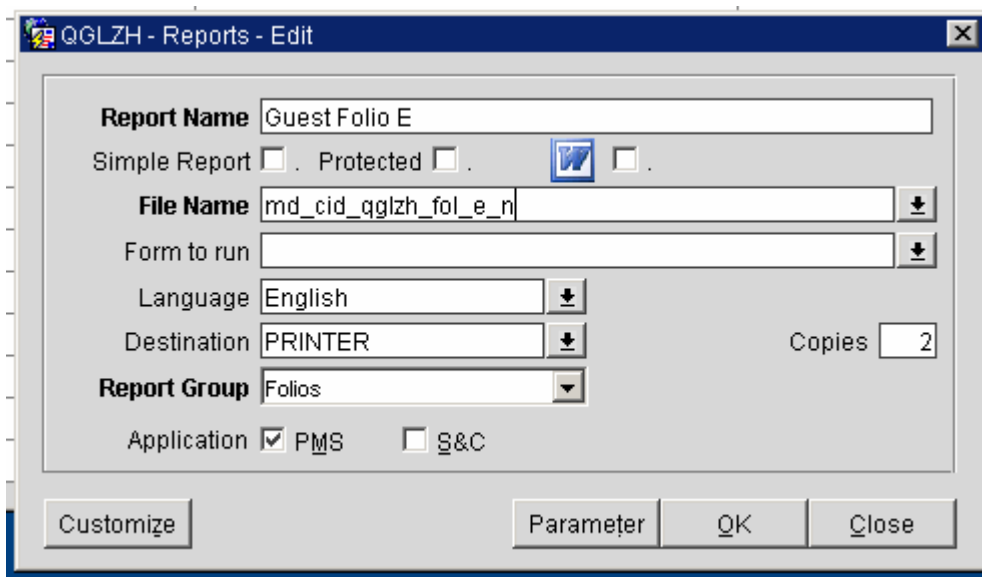 QGLZH - Reports - Edit
Report Name Guest Folio E
Simple Report . Protected . W .
File Name md_cid_qglzh_fol_e_n
Form to run
Language English
Destination PRINTER Copies 2
Report Group Folios
Application PMS S&C
Customize Parameter OK Close